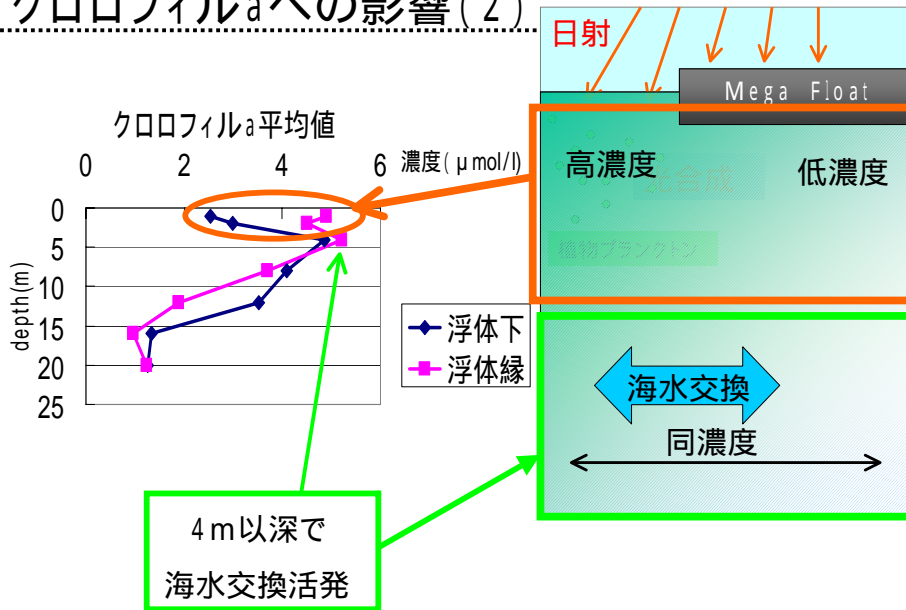 クロロフィルaへの影響(2)
クロロフィルa平均値
0 2 4 6 濃度(μmol/l)
0
5
10
15
20
25
depth(m)
浮体下
浮体縁
4m以深で
海水交換活発
日射
Mega Float
高濃度
光合成
低濃度
植物プランクトン
海水交換
同濃度